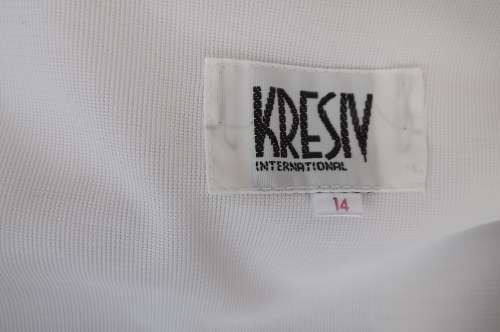 KRESIV
INTERNATIONAL
14